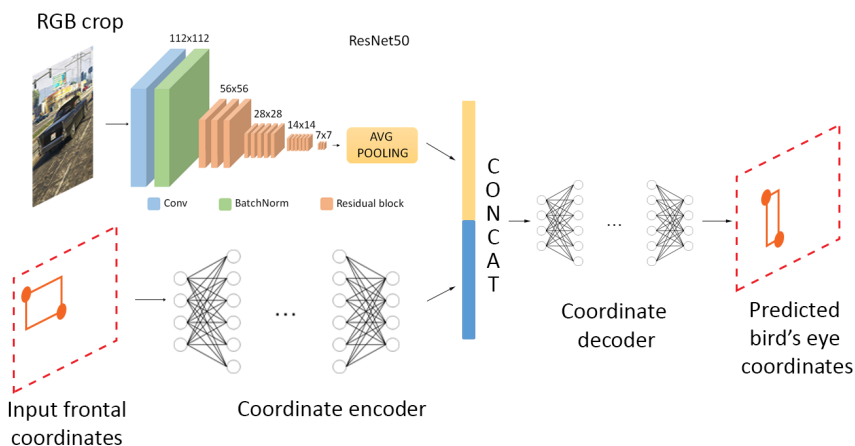 RGB crop
ResNet50
112x112
56x56
28x28
14x14
7x7
AVG
POOLING
Conv
BatchNorm
Residual block
CONCAT
...
...
Coordinate
decoder
Predicted
bird's eye
coordinates
Input frontal
coordinates
Coordinate encoder